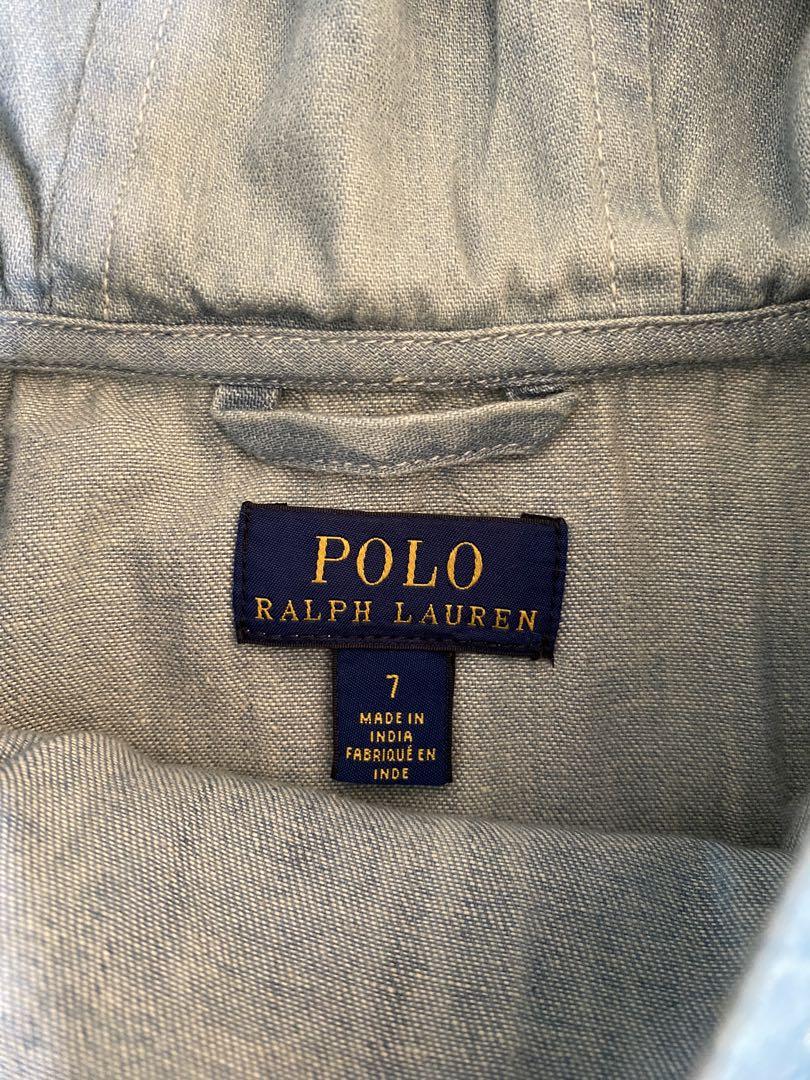 POLO
RALPH LAUREN
7
MADE IN
INDIA
FABRIQUÉ EN
INDE